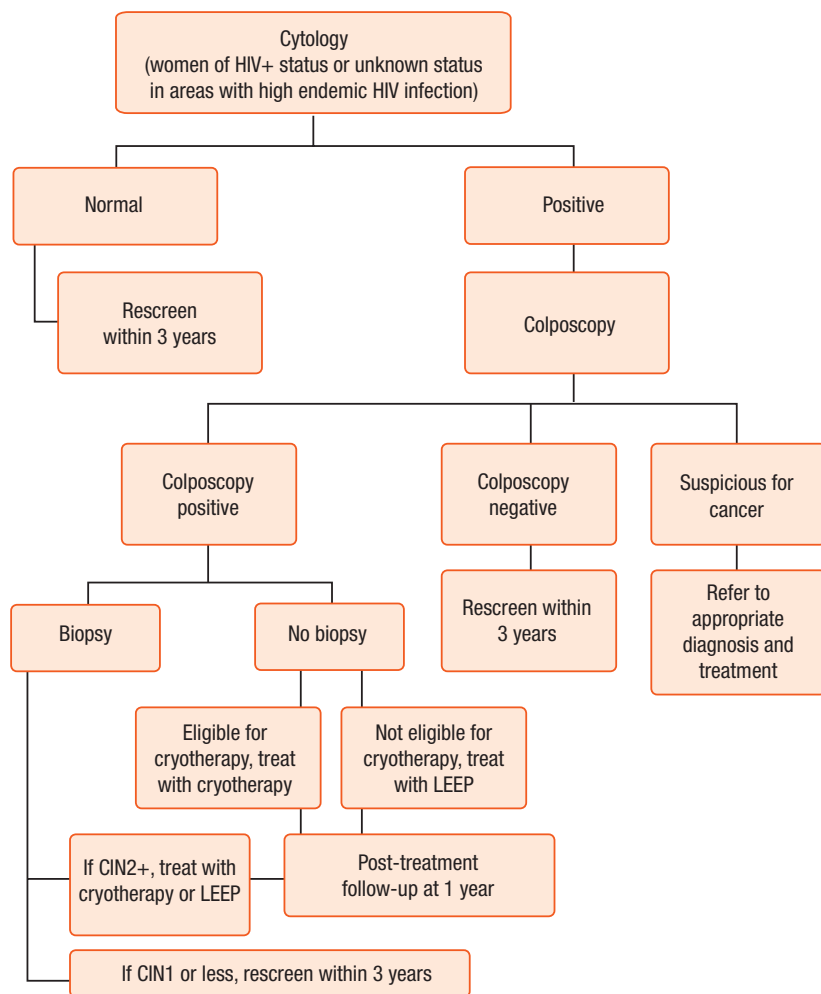 Cytology
(women of HIV+ status or unknown status
in areas with high endemic HIV infection)
Normal
Positive
Rescreen
within 3 years
Colposcopy
Colposcopy
positive
Colposcopy
negative
Suspicious for
cancer
Biopsy
No biopsy
Rescreen within
3 years
Refer to
appropriate
diagnosis and
treatment
Eligible for
cryotherapy, treat
with cryotherapy
Not eligible for
cryotherapy, treat
with LEEP
If CIN2+, treat with
cryotherapy or LEEP
Post-treatment
follow-up at 1 year
If CIN1 or less, rescreen within 3 years